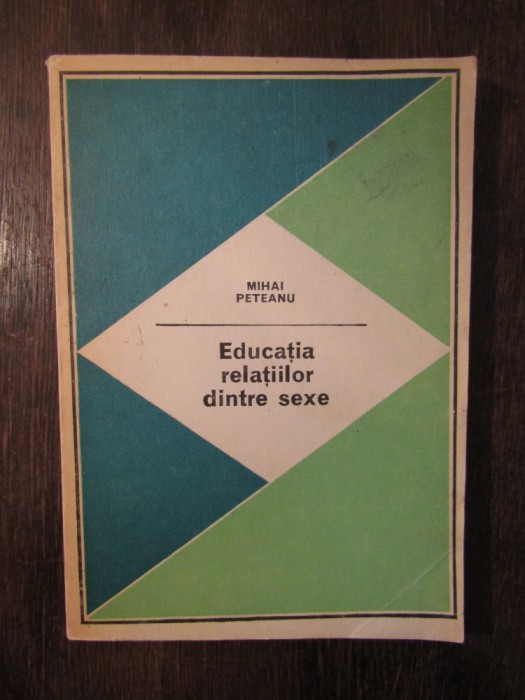 MIHAI
PETEANU
Educația
relațiilor
dintre sexe